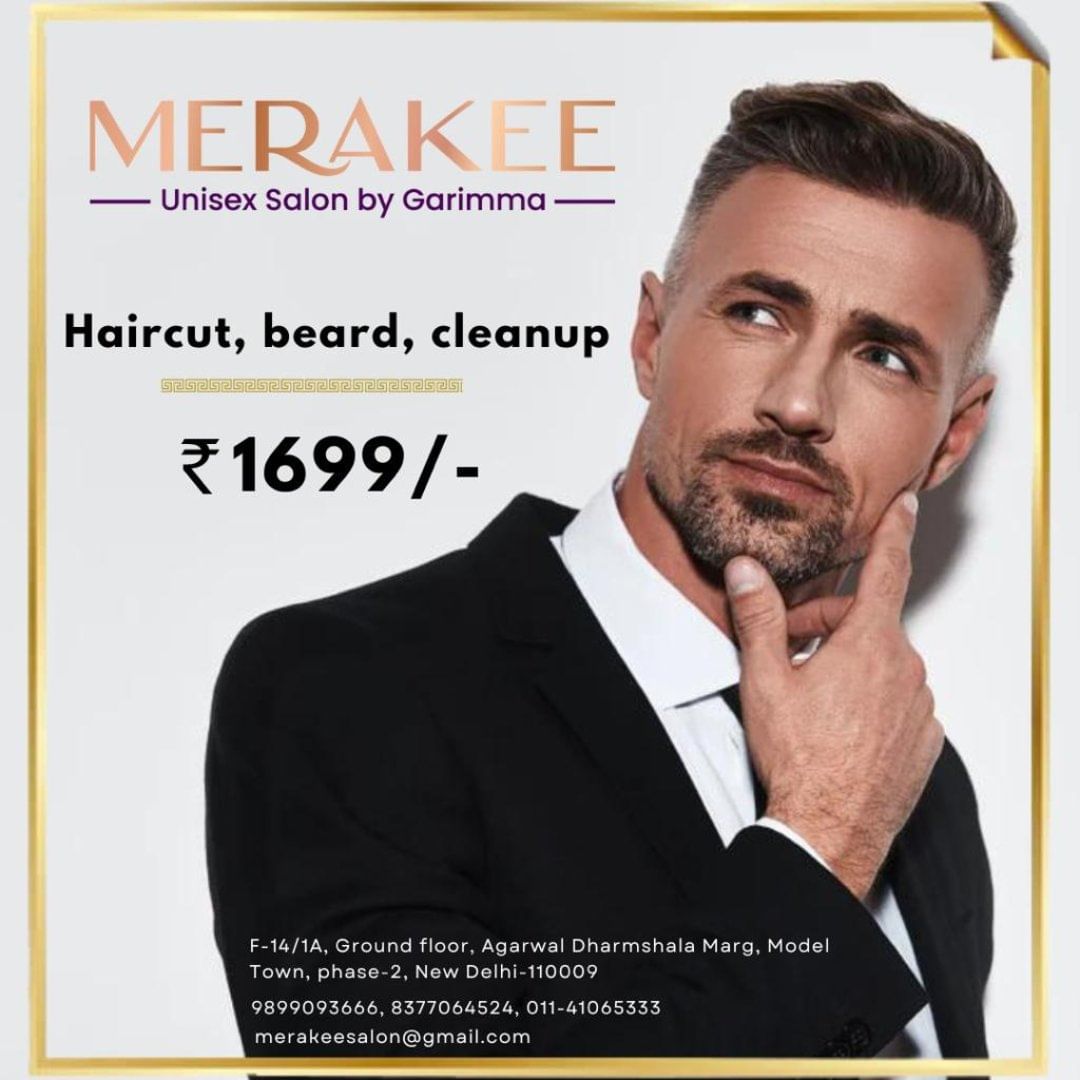 MERAKEE
Unisex Salon by Garimma
Haircut, beard, cleanup
₹1699/-
F-14/1A, Ground floor, Agarwal Dharmshala Marg, Model
Town, phase-2, New Delhi-110009
9899093666, 8377064524, 011-41065333
merakeesalon@gmail.com